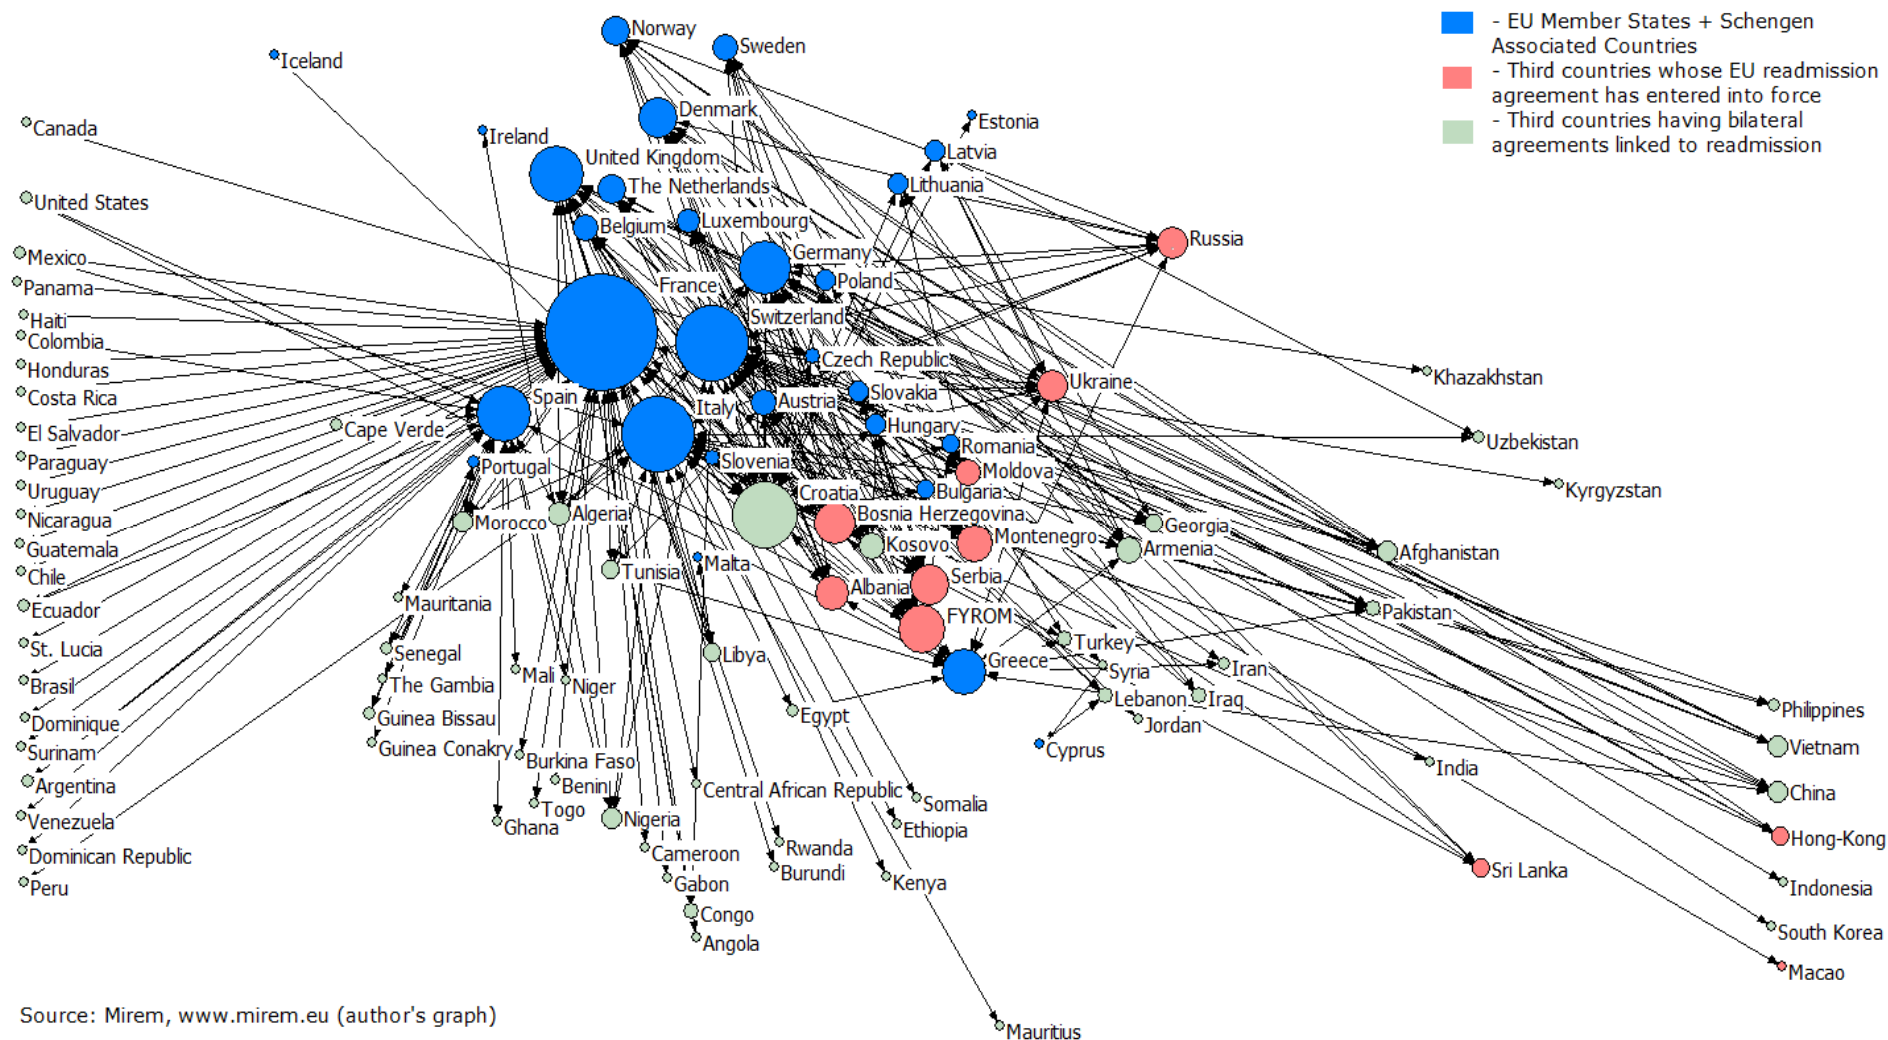 - EU Member States + Schengen
Associated Countries
- Third countries whose EU readmission
agreement has entered into force
- Third countries having bilateral
agreements linked to readmission
Norway
Sweden
Iceland
Denmark
Estonia
Canada
Ireland
Latvia
United Kingdom
The Netherlands
Lithuania
United States
Luxembourg
Belgium
Russia
Germany
Mexico
Poland
Panama
France
Haiti
Switzerland
Colombia
Czech Republic
Honduras
Khazakhstan
Ukraine
Costa Rica
Slovakia
Spain
Italy
Austria
El Salvador
Cape Verde
Hungary
Uzbekistan
Romania
Paraguay
Portugal
Slovenia
Moldova
Uruguay
Croatia
Bulgaria
Kyrgyzstan
Nicaragua
Morocco
Algeria
Bosnia Herzegovina
Georgia
Montenegro
Guatemala
Kosovo
Armenia
Afghanistan
Chile
Tunisia
Malta
Albania
Serbia
Ecuador
Mauritania
FYROM
Pakistan
St. Lucia
Senegal
Libya
Turkey
Greece
Syria
Iran
Brasil
The Gambia
Mali
Niger
Lebanon
Iraq
Dominique
Guinea Bissau
Egypt
Jordan
Philippines
Surinam
Guinea Conakry
Burkina Faso
Cyprus
Vietnam
India
Argentina
Benin
Central African Republic
China
Venezuela
Togo
Somalia
Ghana
Nigeria
Ethiopia
Hong-Kong
Dominican Republic
Cameroon
Rwanda
Peru
Gabon
Burundi
Kenya
Sri Lanka
Indonesia
Congo
South Korea
Angola
Macao
Source: Mirem, www.mirem.eu (author's graph)
Mauritius